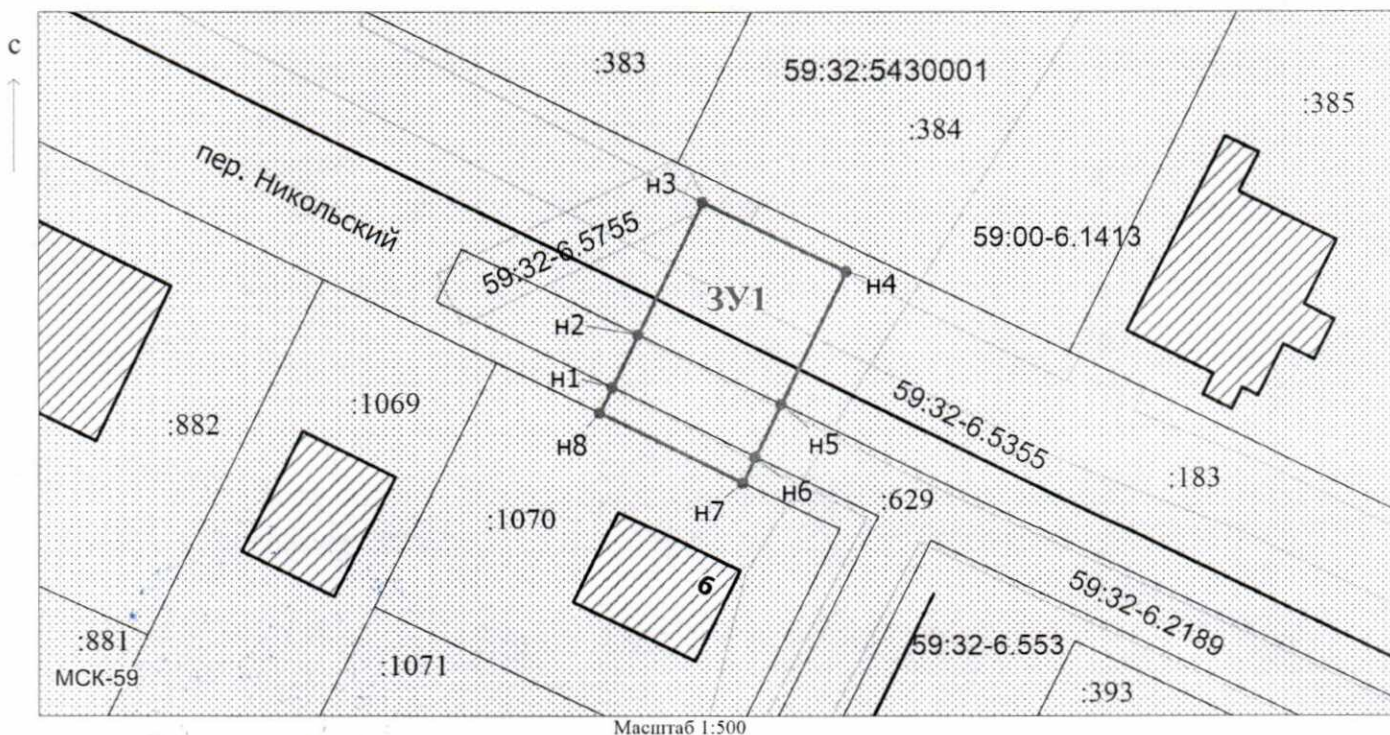 с
:383
59:32:5430001
:384
:385
пер. Никольский
н3
59:32-6.5755
59:00-6.1413
н4
ЗУ1
н2
н1
59:32-6.5355
:1069
:882
н8
н5
н6
:183
н7
:629
:1070
6
59:32-6.2189
:881
59:32-6.553
:1071
МСК-59
:393
Масштаб 1:500